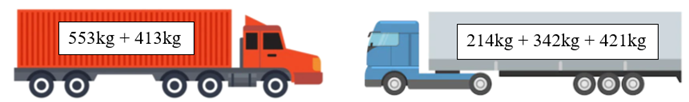 553kg + 413kg
214kg + 342kg + 421kg